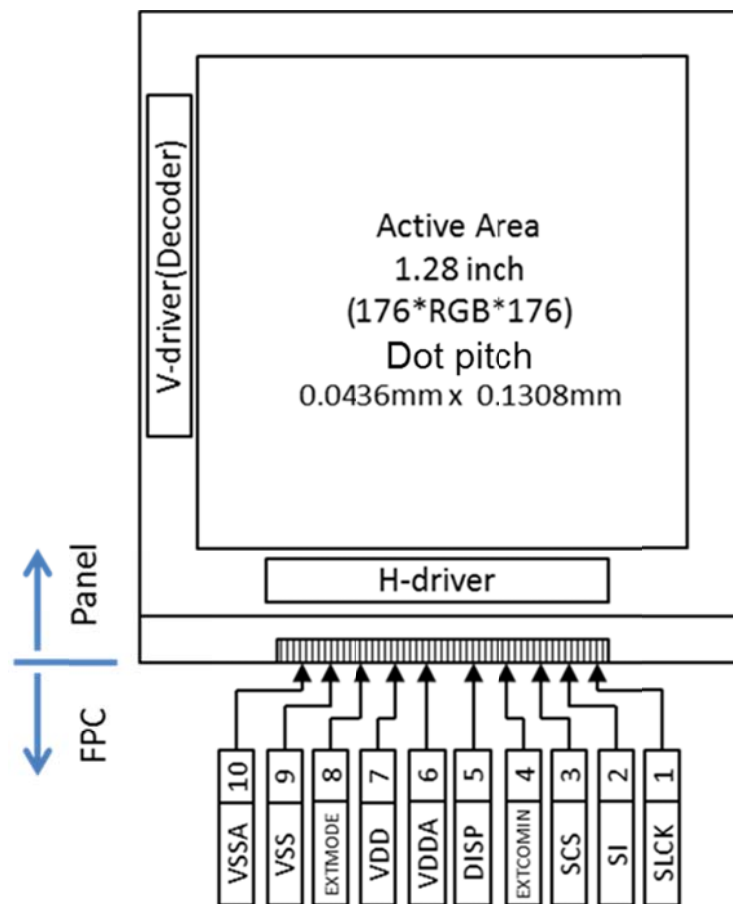 V-driver(Decoder)
Active Area
1.28 inch
(176*RGB*176)
Dot pitch
0.0436mm x 0.1308mm
H-driver
Panel
FPC
10 9 8 7 6 5 4 3 2 1
VSSA VSS EXTMODE VDD VDDA DISP EXTCOMIN SCS SI SLCK